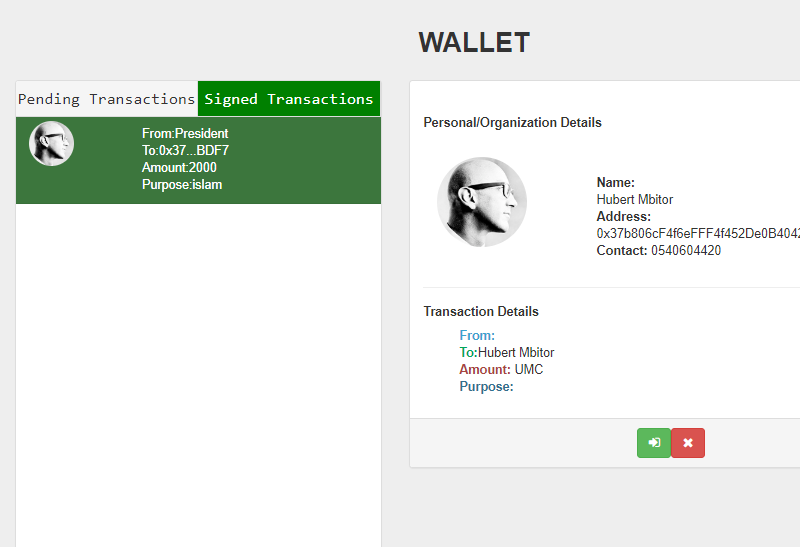 WALLET
Pending Transactions
Signed Transactions
From:President
To:0x37...BDF7
Amount:2000
Purpose:islam
Personal/Organization Details
Name:
Hubert Mbitor
Address:
0x37b806cF4f6eFFF4f452De0B4042
Contact: 0540604420
Transaction Details
From:
To:Hubert Mbitor
Amount: UMC
Purpose: